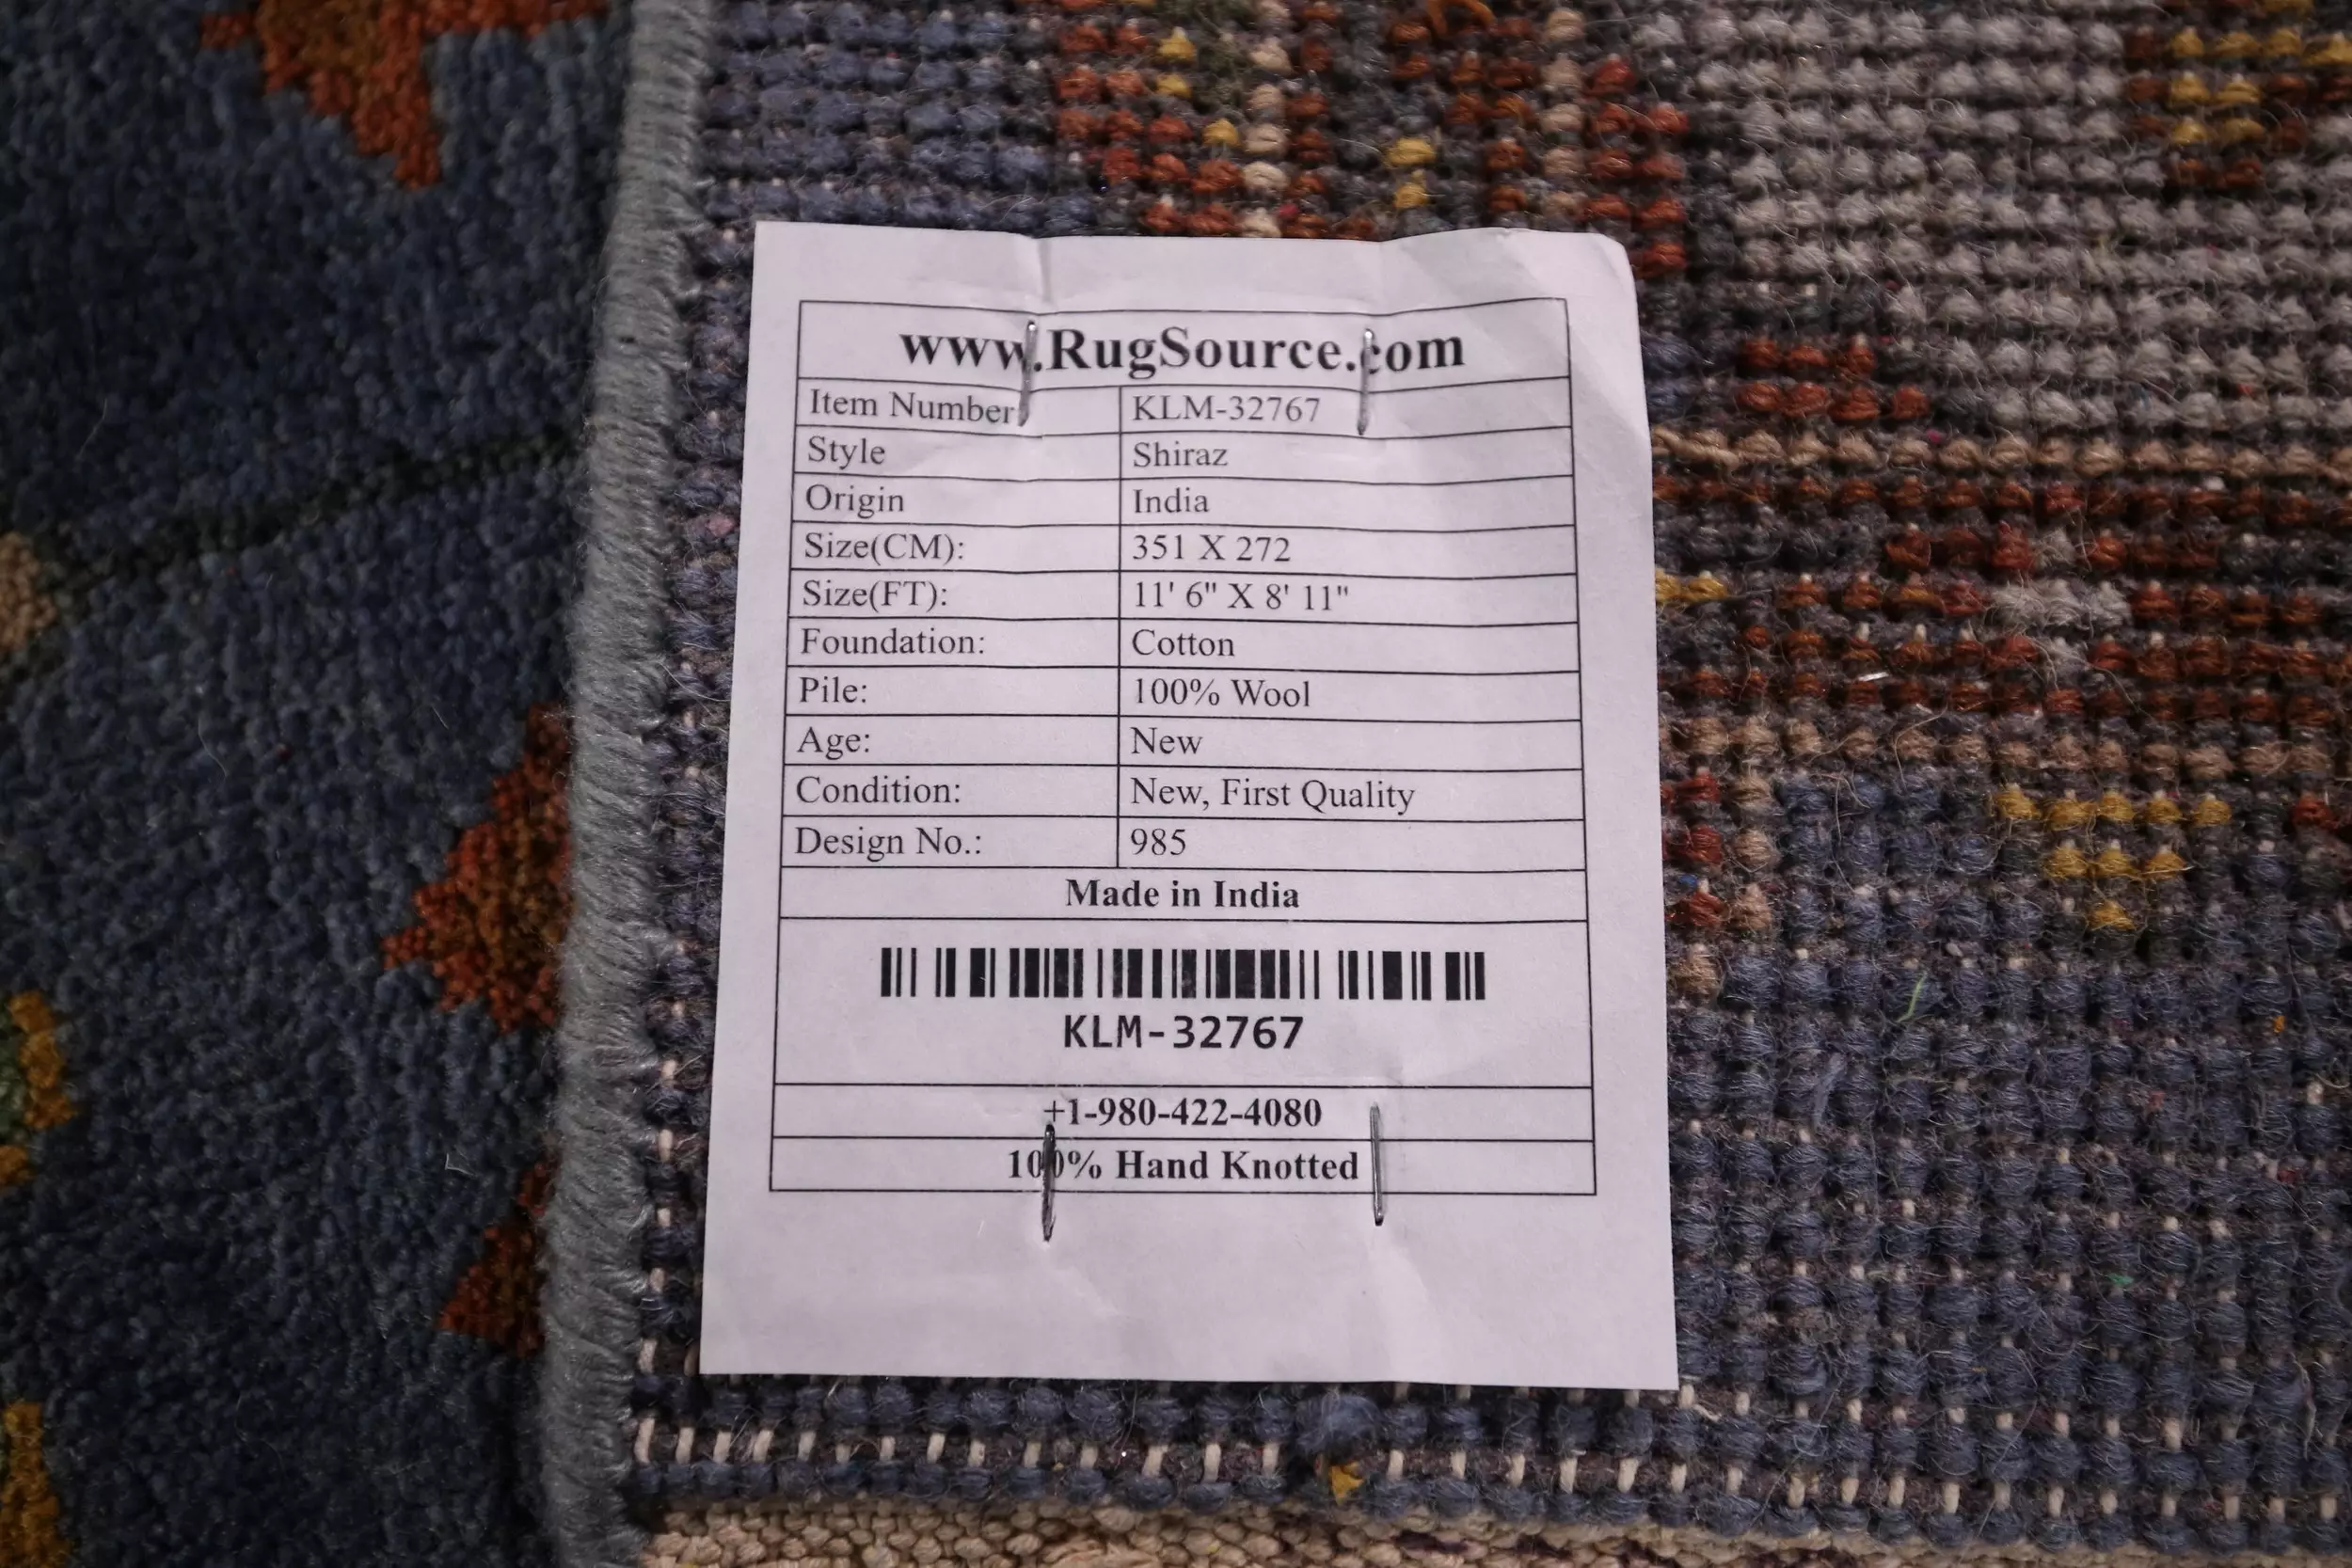 www.RugSource.com
Item Number KLM-32767
Style Shiraz
Origin India
Size(CM): 351 X 272
Size(FT): 11' 6" X 8' 11"
Foundation: Cotton
Pile: 100% Wool
Age: New
Condition: New, First Quality
Design No.: 985
Made in India
KLM-32767
+1-980-422-4080
100% Hand Knotted